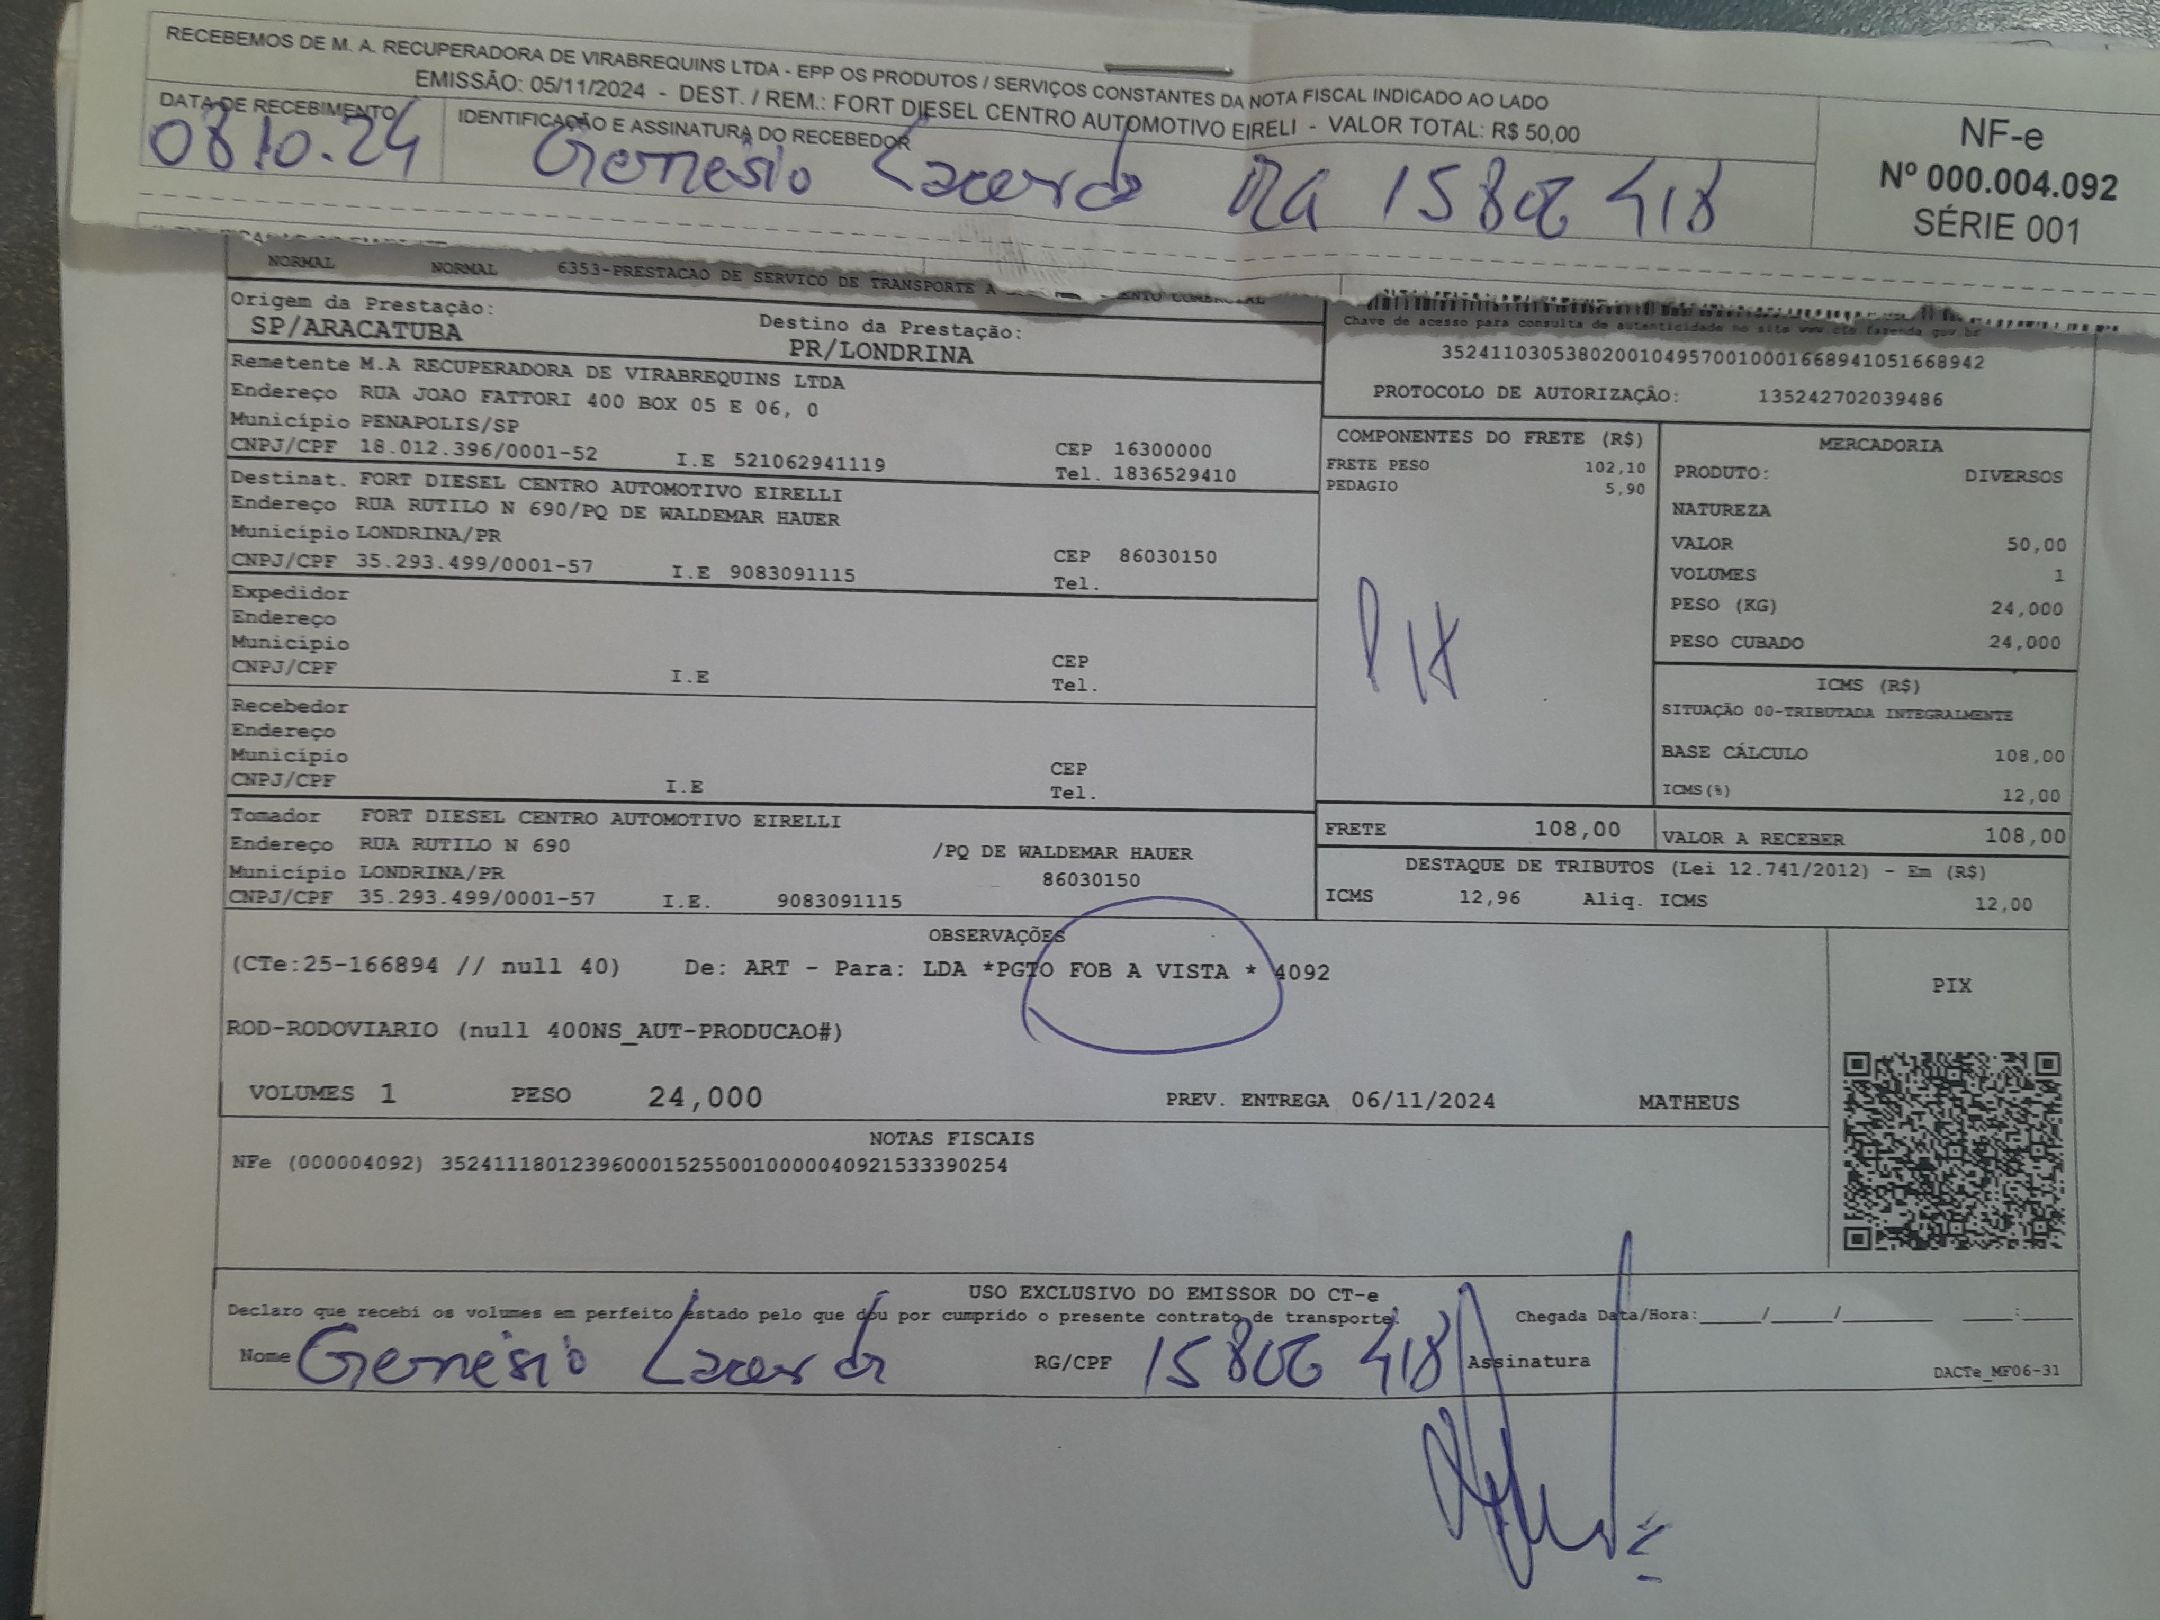 RECEBEMOS DE M. A. RECUPERADORA DE VIRABREQUINS LTDA - EPP OS PRODUTOS / SERVIÇOS CONSTANTES DA NOTA FISCAL INDICADO AO LADO
EMISSÃO: 05/11/2024 - DEST. / REM.: FORT DIESEL CENTRO AUTOMOTIVO EIRELI - VALOR TOTAL: R$ 50,00
DATA DE RECEBIMENTO
IDENTIFICAÇÃO E ASSINATURA DO RECEBEDOR
08 10.24 Genésio Lacerda RG 15806 418
NF-e
Nº 000.004.092
SÉRIE 001
NORMAL NORMAL 6353-PRESTACAO DE SERVICO DE TRANSPORTE A
Origem da Prestação:
SP/ARACATUBA
Destino da Prestação:
PR/LONDRINA
Chave de acesso para consulta de autenticidade no site www.cte.fazenda.gov.br
35241103053802001049570010001668941051668942
PROTOCOLO DE AUTORIZAÇÂO: 135242702039486
Remetente M.A RECUPERADORA DE VIRABREQUINS LTDA
Endereço RUA JOAO FATTORI 400 BOX 05 E 06, 0
Município PENAPOLIS/SP
CEP 16300000
CNPJ/CPF 18.012.396/0001-52 I.E 521062941119 Tel. 1836529410
Destinat. FORT DIESEL CENTRO AUTOMOTIVO EIRELLI
Endereço RUA RUTILO N 690/PQ DE WALDEMAR HAUER
Município LONDRINA/PR
CEP 86030150
CNPJ/CPF 35.293.499/0001-57 I.E 9083091115 Tel.
Expedidor
Endereço
Município
CEP
CNPJ/CPF I.E Tel.
Recebedor
Endereço
Município
CEP
CNPJ/CPF I.E Tel.
Tomador FORT DIESEL CENTRO AUTOMOTIVO EIRELLI
Endereço RUA RUTILO N 690 /PQ DE WALDEMAR HAUER
Município LONDRINA/PR 86030150
CNPJ/CPF 35.293.499/0001-57 I.E. 9083091115
COMPONENTES DO FRETE (R$)
FRETE PESO 102,10
PEDAGIO 5,90
MERCADORIA
PRODUTO: DIVERSOS
NATUREZA
VALOR 50,00
VOLUMES 1
PESO (KG) 24,000
PESO CUBADO 24,000
ICMS (R$)
SITUAÇÃO 00-TRIBUTADA INTEGRALMENTE
BASE CÁLCULO 108,00
ICMS(%) 12,00
FRETE 108,00 VALOR A RECEBER 108,00
DESTAQUE DE TRIBUTOS (Lei 12.741/2012) - Em (R$)
ICMS 12,96 Aliq. ICMS 12,00
OBSERVAÇÕES
(CTe:25-166894 // null 40) De: ART - Para: LDA *PGTO FOB A VISTA * 4092
ROD-RODOVIARIO (null 400NS_AUT-PRODUCAO#)
PIX
VOLUMES 1 PESO 24,000 PREV. ENTREGA 06/11/2024 MATHEUS
NOTAS FISCAIS
NFe (000004092) 35241118012396000152550010000040921533390254
USO EXCLUSIVO DO EMISSOR DO CT-e
Declaro que recebi os volumes em perfeito estado pelo que dou por cumprido o presente contrato de transporte. Chegada Data/Hora:____/____/______ ___:____
Nome Genésio Lacerda RG/CPF 15806 418 Assinatura
DACTe_MF06-31